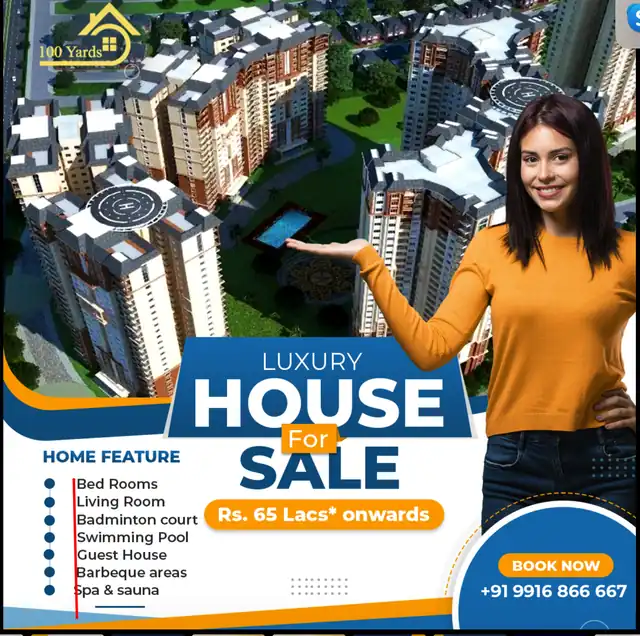 100 Yards
LUXURY
HOUSE
For
SALE
Rs. 65 Lacs* onwards
HOME FEATURE
Bed Rooms
Living Room
Badminton court
Swimming Pool
Guest House
Barbeque areas
Spa & sauna
BOOK NOW
+91 9916 866 667